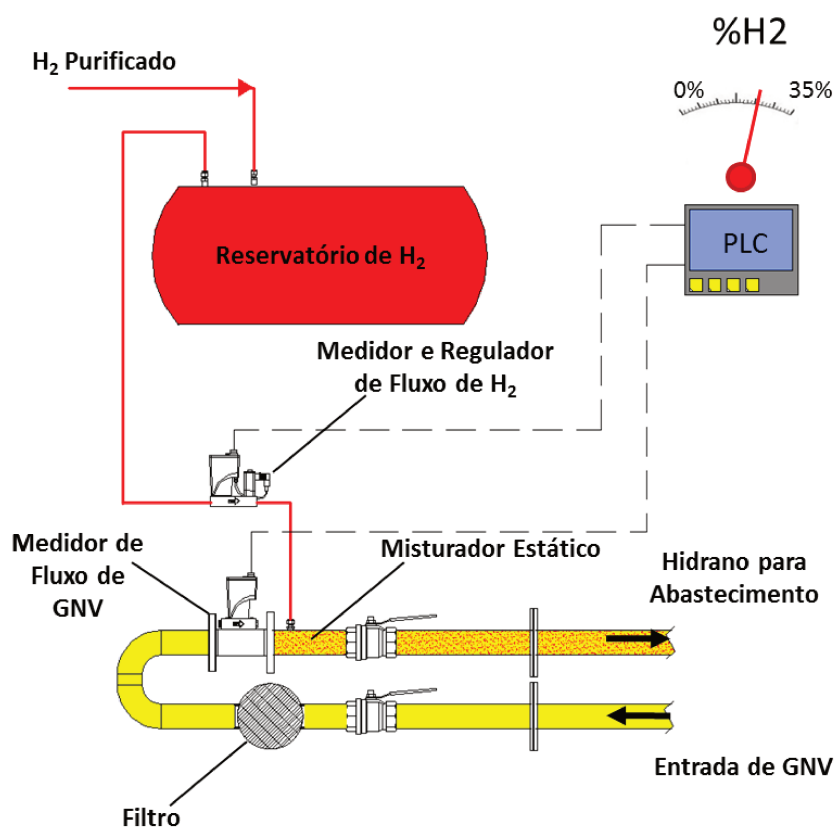 %H2
0%
35%
H₂ Purificado
PLC
Reservatório de H₂
Medidor e Regulador
de Fluxo de H₂
Medidor de
Fluxo de
GNV
Misturador Estático
Hidrano para
Abastecimento
Entrada de GNV
Filtro